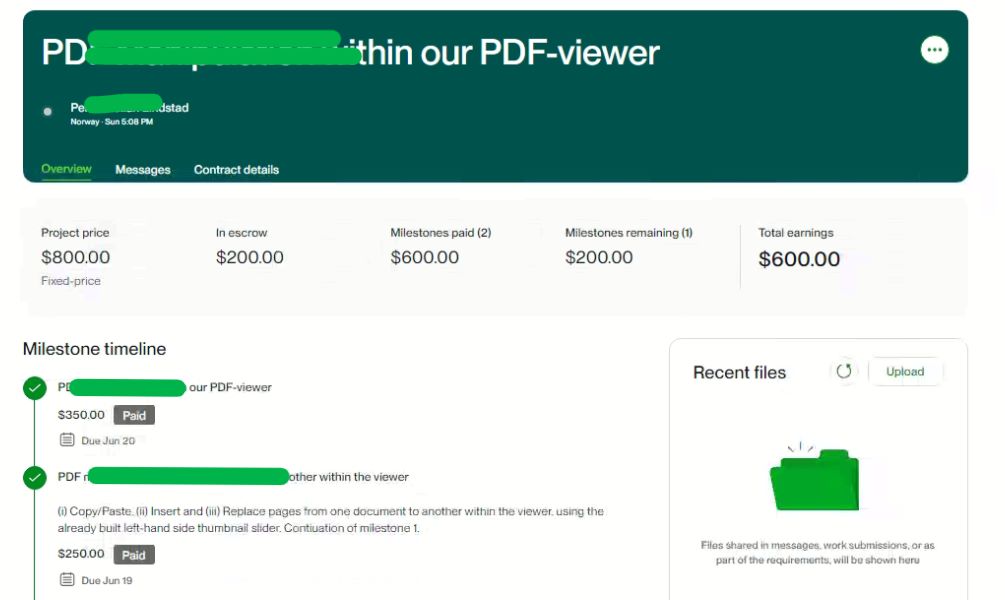 PD
ithin our PDF-viewer
Pe
dstad
Norway - Sun 5:08 PM
Overview
Messages
Contract details
Project price
In escrow
Milestones paid (2)
Milestones remaining (1)
Total earnings
$800.00
$200.00
$600.00
$200.00
$600.00
Fixed-price
Milestone timeline
our PDF-viewer
$350.00 Paid
Due Jun 20
PDF
other within the viewer
(i) Copy/Paste, (ii) Insert and (iii) Replace pages from one document to another within the viewer, using the
already built left-hand side thumbnail slider. Contiuation of milestone 1.
$250.00 Paid
Due Jun 19
Recent files
Upload
Files shared in messages, work submissions, or as
part of the requirements, will be shown here